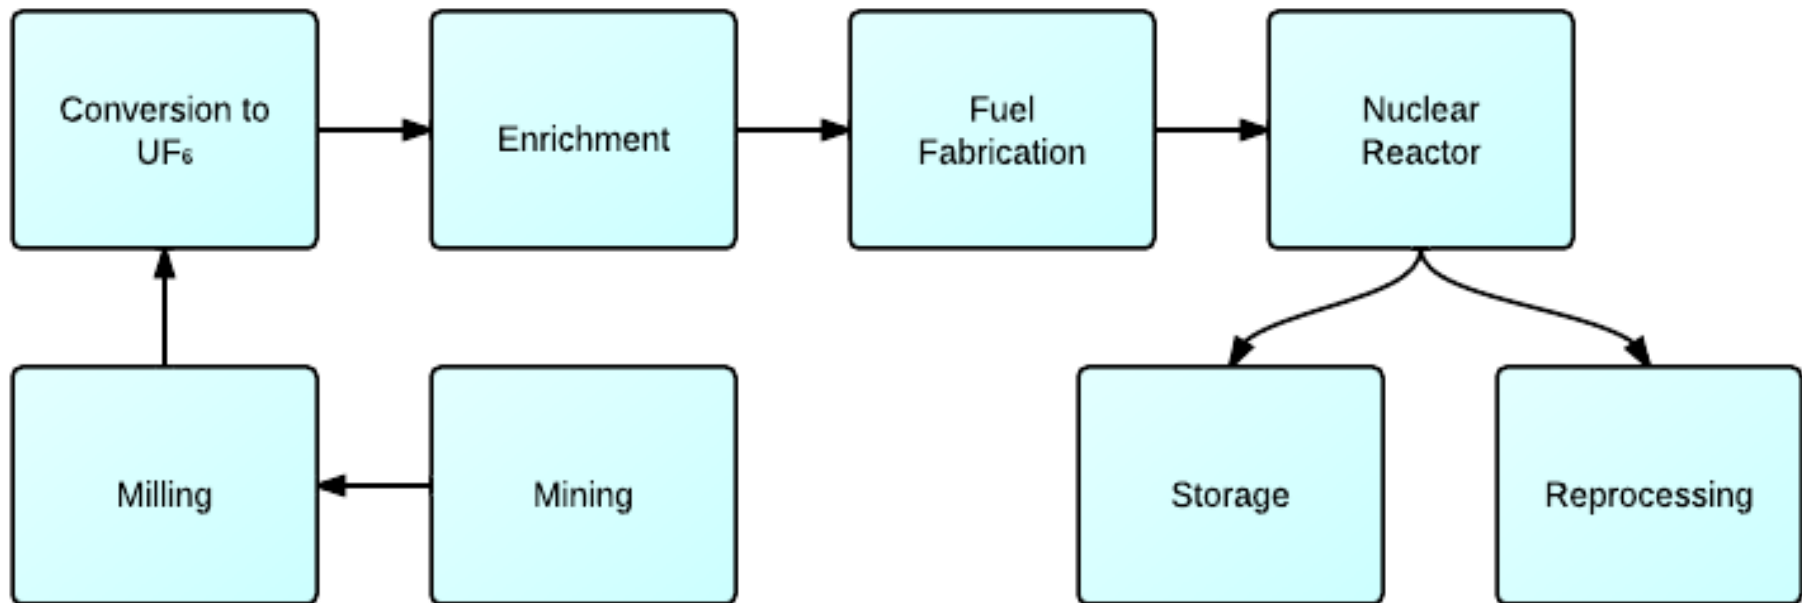 Conversion to
UF₆
Enrichment
Fuel
Fabrication
Nuclear
Reactor
Milling
Mining
Storage
Reprocessing